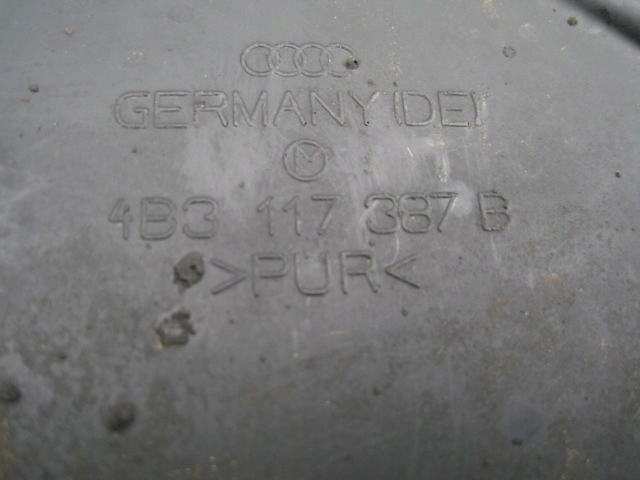 GERMANY (DE)
M
4B3 117 387 B
>PUR<